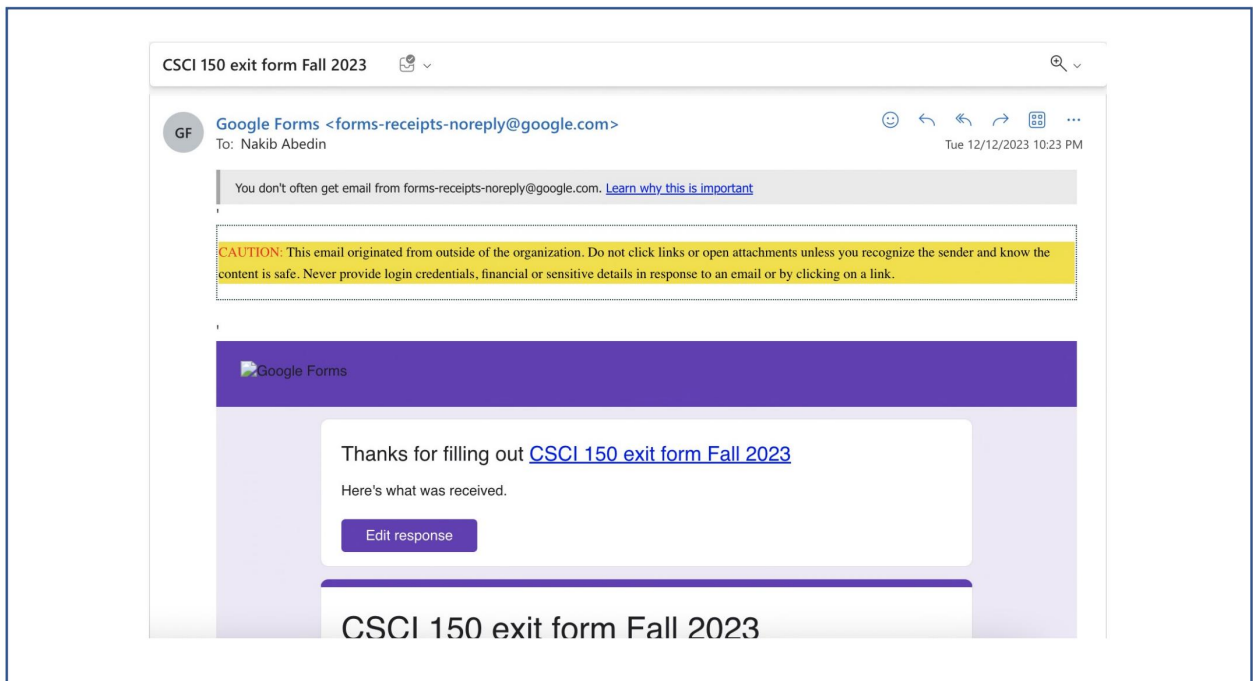 CSCI 150 exit form Fall 2023
GF
Google Forms <forms-receipts-noreply@google.com>
To: Nakib Abedin
Tue 12/12/2023 10:23 PM
You don't often get email from forms-receipts-noreply@google.com. Learn why this is important
'
CAUTION: This email originated from outside of the organization. Do not click links or open attachments unless you recognize the sender and know the
content is safe. Never provide login credentials, financial or sensitive details in response to an email or by clicking on a link.
'
Google Forms
Thanks for filling out CSCI 150 exit form Fall 2023
Here's what was received.
Edit response
CSCI 150 exit form Fall 2023